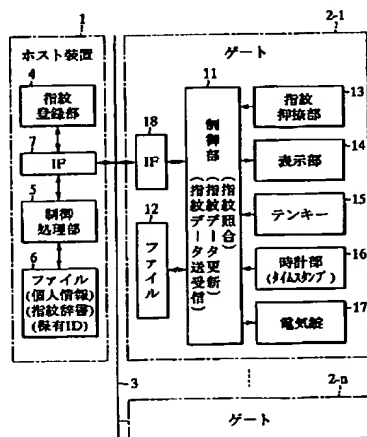 1
ホスト装置
4
指紋
登録部
7
IF
5
制御
処理部
6
ファイル
(個人情報)
(指紋辞書)
(保有ID)
3
2-1
ゲート
18
IF
12
ファイル
11
制御部
(指紋照合)
(指紋データ更新)
(指紋データ送受信)
13
指紋
押捺部
14
表示部
15
テンキー
16
時計部
(タイムスタンプ)
17
電気錠
2-n
ゲート